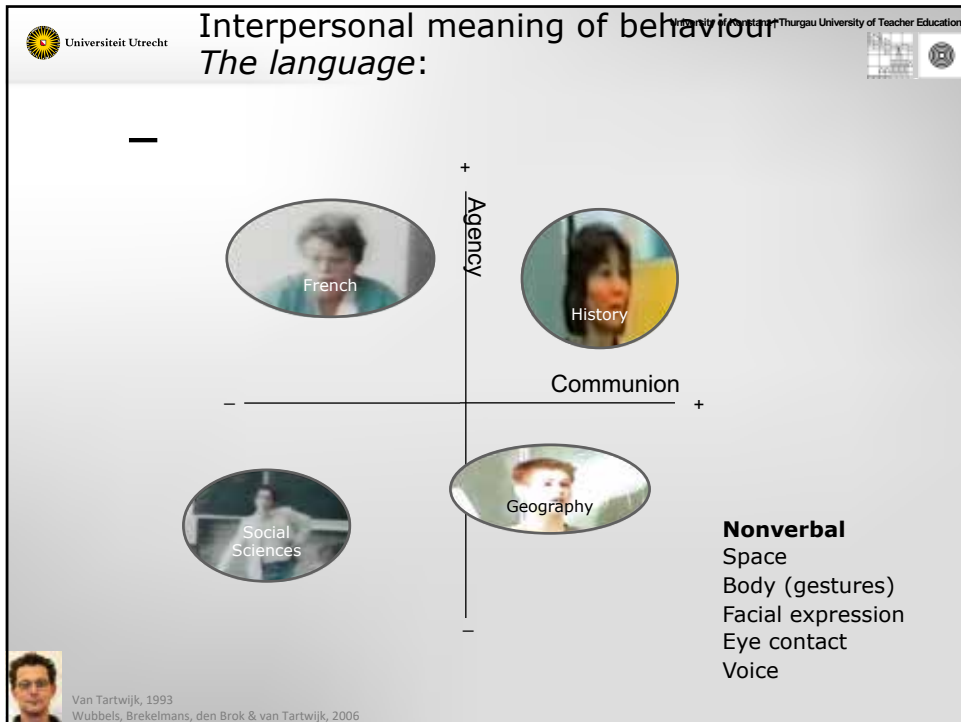 Universiteit Utrecht
Interpersonal meaning of behaviour
University of Konstanz | Thurgau University of Teacher Education
The language:
–
+
Agency
French
History
Communion
–
+
Geography
Social
Sciences
–
Nonverbal
Space
Body (gestures)
Facial expression
Eye contact
Voice
Van Tartwijk, 1993
Wubbels, Brekelmans, den Brok & van Tartwijk, 2006